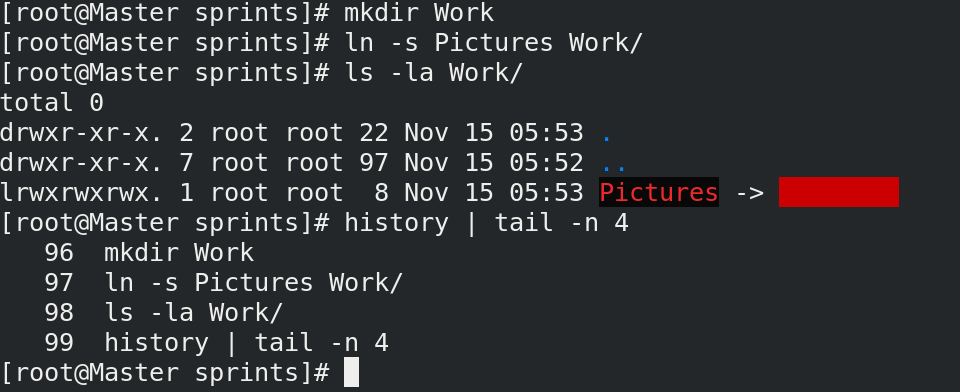 [root@Master sprints]# mkdir Work
[root@Master sprints]# ln -s Pictures Work/
[root@Master sprints]# ls -la Work/
total 0
drwxr-xr-x. 2 root root 22 Nov 15 05:53 .
drwxr-xr-x. 7 root root 97 Nov 15 05:52 ..
lrwxrwxrwx. 1 root root  8 Nov 15 05:53 Pictures ->
[root@Master sprints]# history | tail -n 4
   96  mkdir Work
   97  ln -s Pictures Work/
   98  ls -la Work/
   99  history | tail -n 4
[root@Master sprints]#